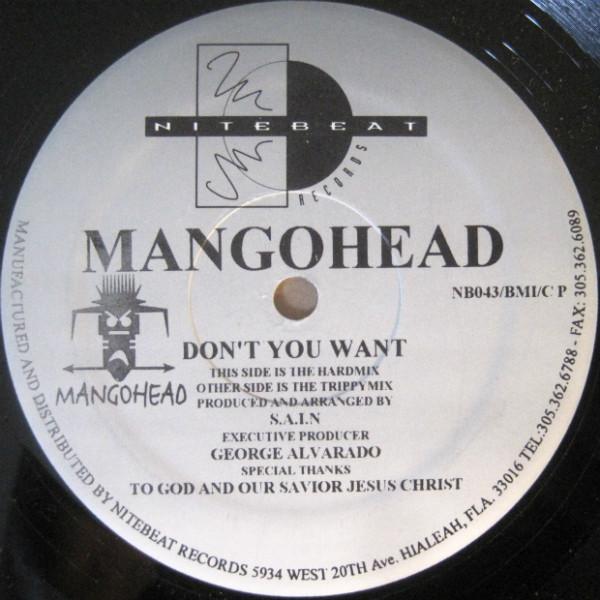 NITEBEAT
RECORDS
MANGOHEAD
NB043/BMI/C P
MANGOHEAD
DON'T YOU WANT
THIS SIDE IS THE HARDMIX
OTHER SIDE IS THE TRIPPYMIX
PRODUCED AND ARRANGED BY
S.A.I.N
EXECUTIVE PRODUCER
GEORGE ALVARADO
SPECIAL THANKS
TO GOD AND OUR SAVIOR JESUS CHRIST
MANUFACTURED AND DISTRIBUTED BY NITEBEAT RECORDS 5934 WEST 20TH Ave. HIALEAH, FLA. 33016 TEL:305.362.6788 - FAX: 305.362.6089